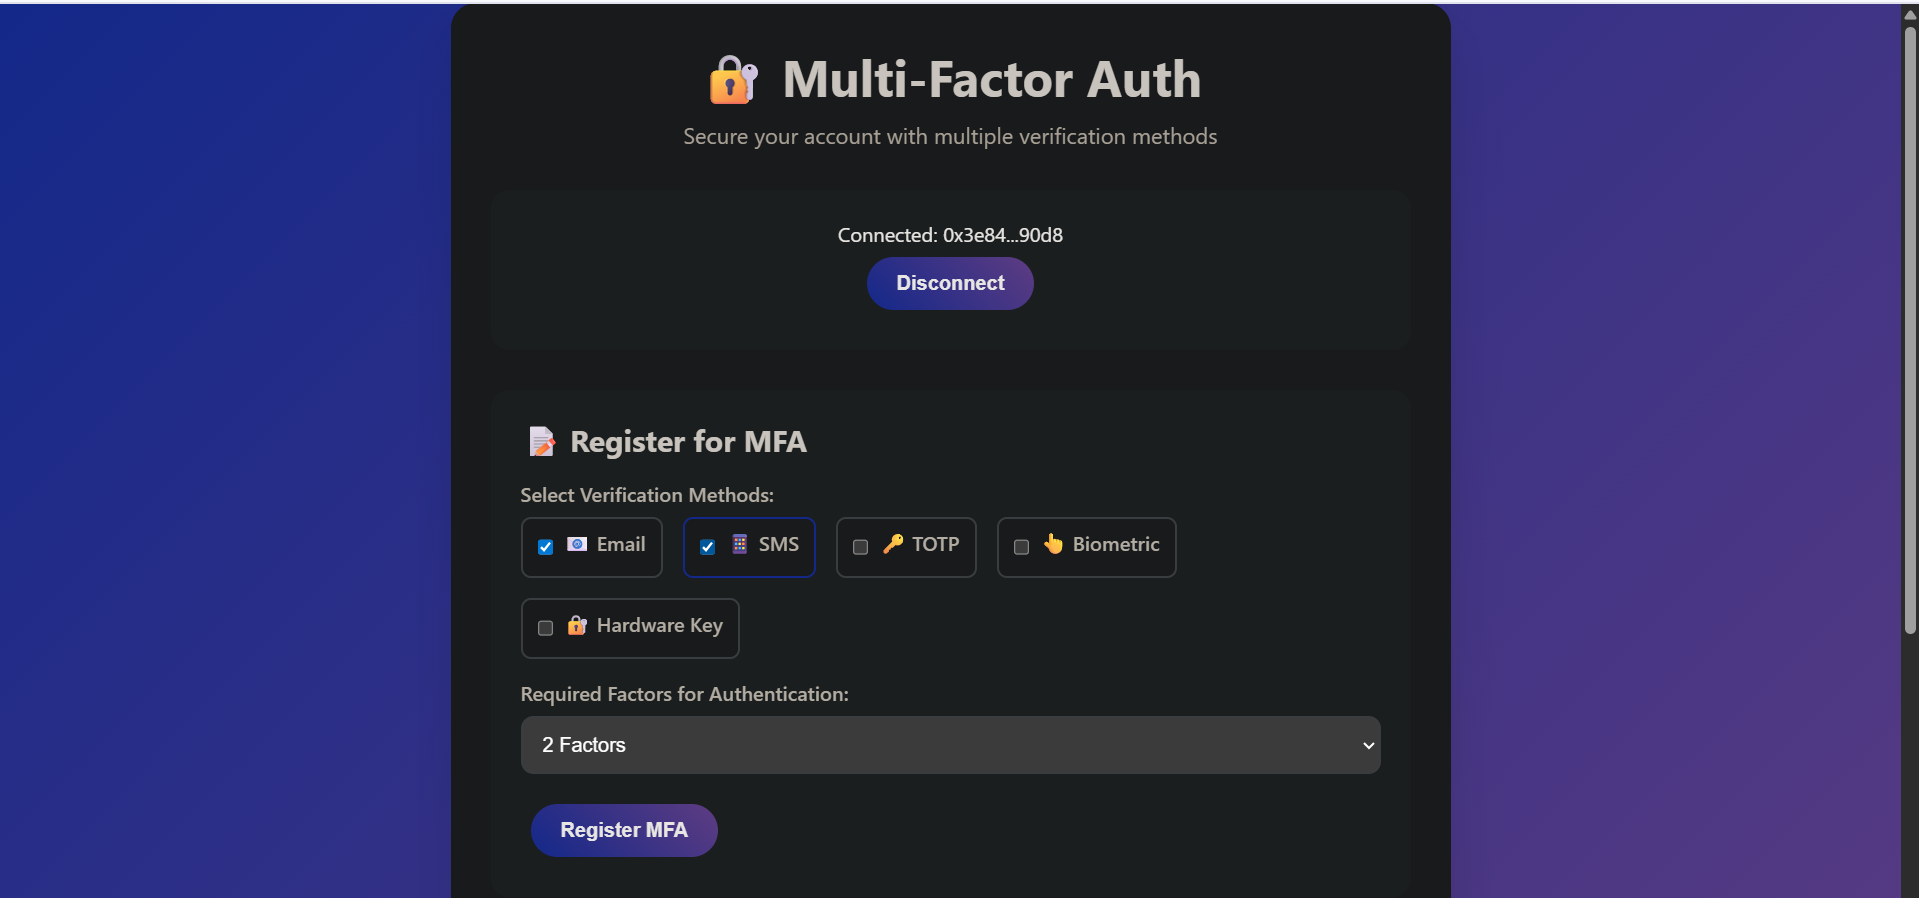 Multi-Factor Auth
Secure your account with multiple verification methods
Connected: 0x3e84...90d8
Disconnect
Register for MFA
Select Verification Methods:
Email SMS TOTP Biometric
Hardware Key
Required Factors for Authentication:
2 Factors
Register MFA